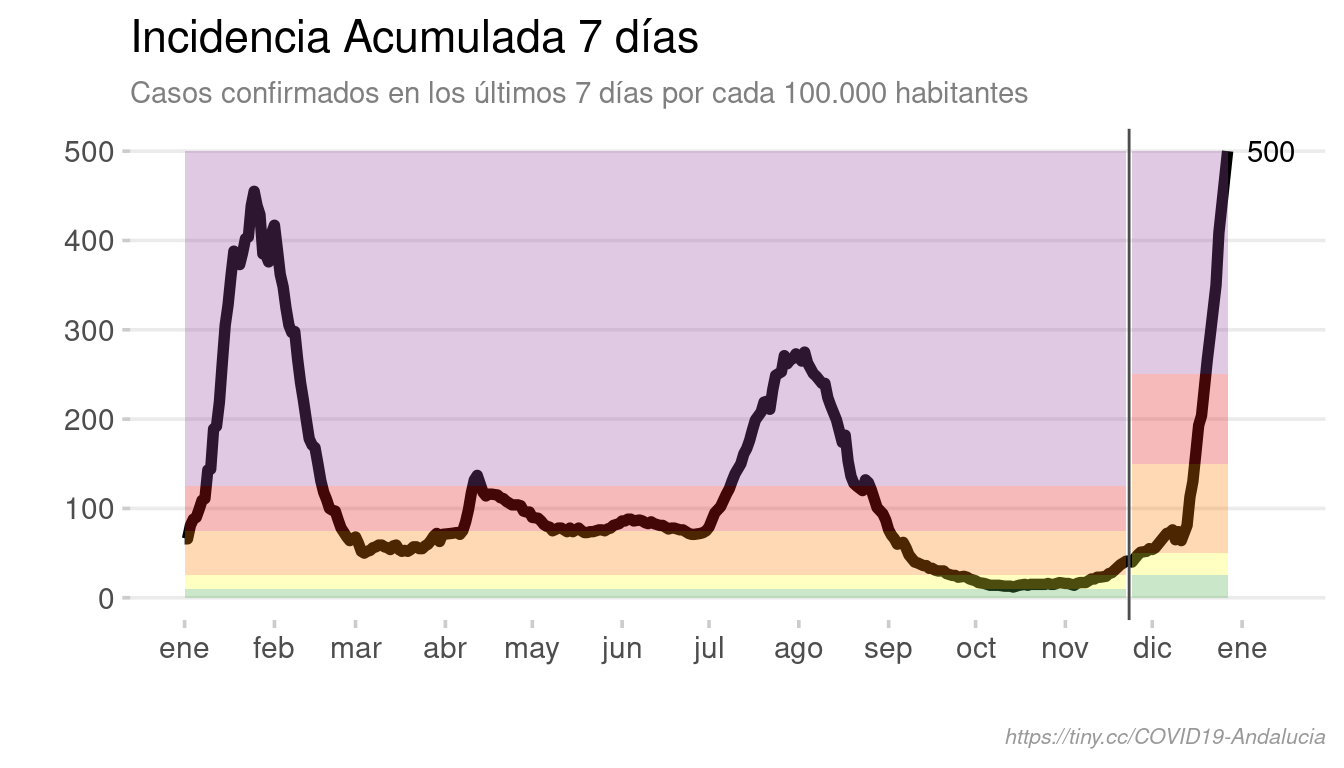 Incidencia Acumulada 7 días
Casos confirmados en los últimos 7 días por cada 100.000 habitantes
500
500
400
300
200
100
0
ene feb mar abr may jun jul ago sep oct nov dic ene
https://tiny.cc/COVID19-Andalucia